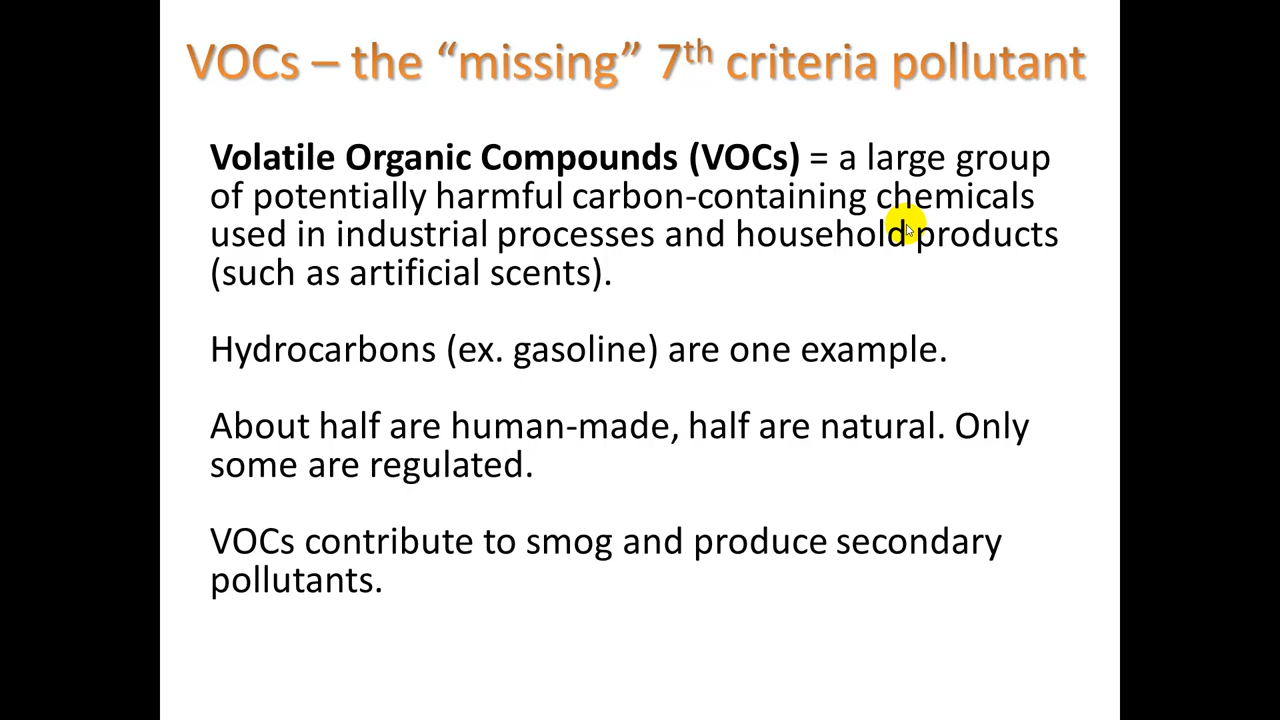 VOCs – the “missing” 7th criteria pollutant
Volatile Organic Compounds (VOCs) = a large group
of potentially harmful carbon-containing chemicals
used in industrial processes and household products
(such as artificial scents).
Hydrocarbons (ex. gasoline) are one example.
About half are human-made, half are natural. Only
some are regulated.
VOCs contribute to smog and produce secondary
pollutants.